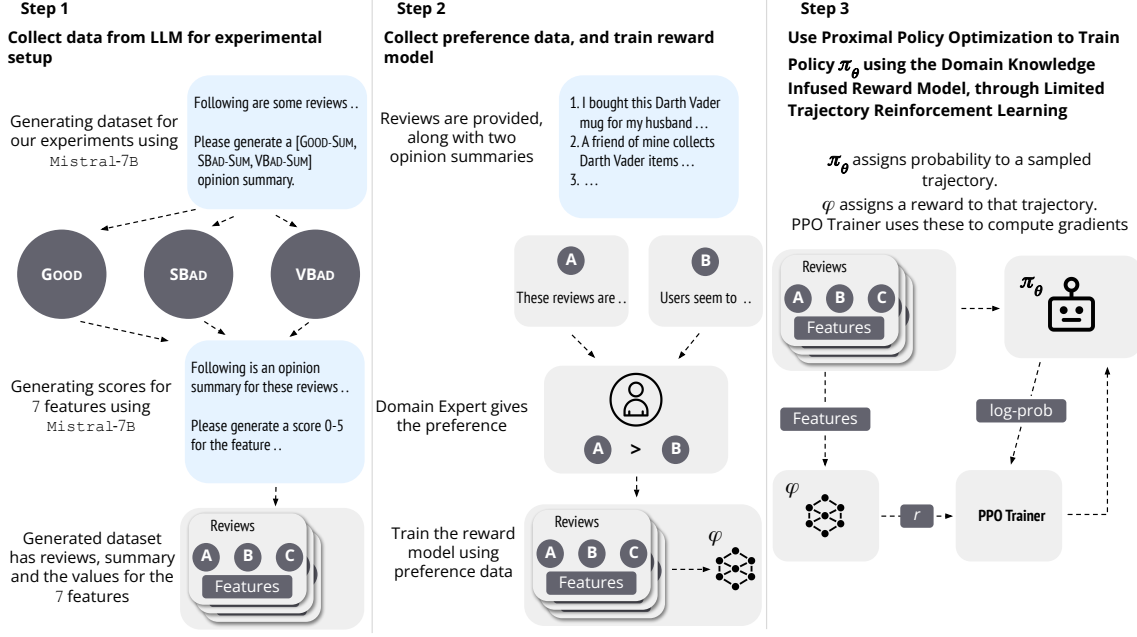 Step 1
Collect data from LLM for experimental
setup
Generating dataset for
our experiments using
Mistral-7B
Following are some reviews ..
Please generate a [GOOD-SUM,
SBAD-SUM, VBAD-SUM]
opinion summary.
GOOD
SBAD
VBAD
Generating scores for
7 features using
Mistral-7B
Following is an opinion
summary for these reviews ..
Please generate a score 0-5
for the feature ..
Generated dataset
has reviews, summary
and the values for the
7 features
Reviews
A B C
Features
Step 2
Collect preference data, and train reward
model
Reviews are provided,
along with two
opinion summaries
1. I bought this Darth Vader
mug for my husband ...
2. A friend of mine collects
Darth Vader items ...
3. ...
A
These reviews are ..
B
Users seem to ..
Domain Expert gives
the preference
A > B
Train the reward
model using
preference data
Reviews
A B C
Features
φ
Step 3
Use Proximal Policy Optimization to Train
Policy πθ using the Domain Knowledge
Infused Reward Model, through Limited
Trajectory Reinforcement Learning
πθ assigns probability to a sampled
trajectory.
φ assigns a reward to that trajectory.
PPO Trainer uses these to compute gradients
Reviews
A B C
Features
πθ
Features
log-prob
φ
r
PPO Trainer